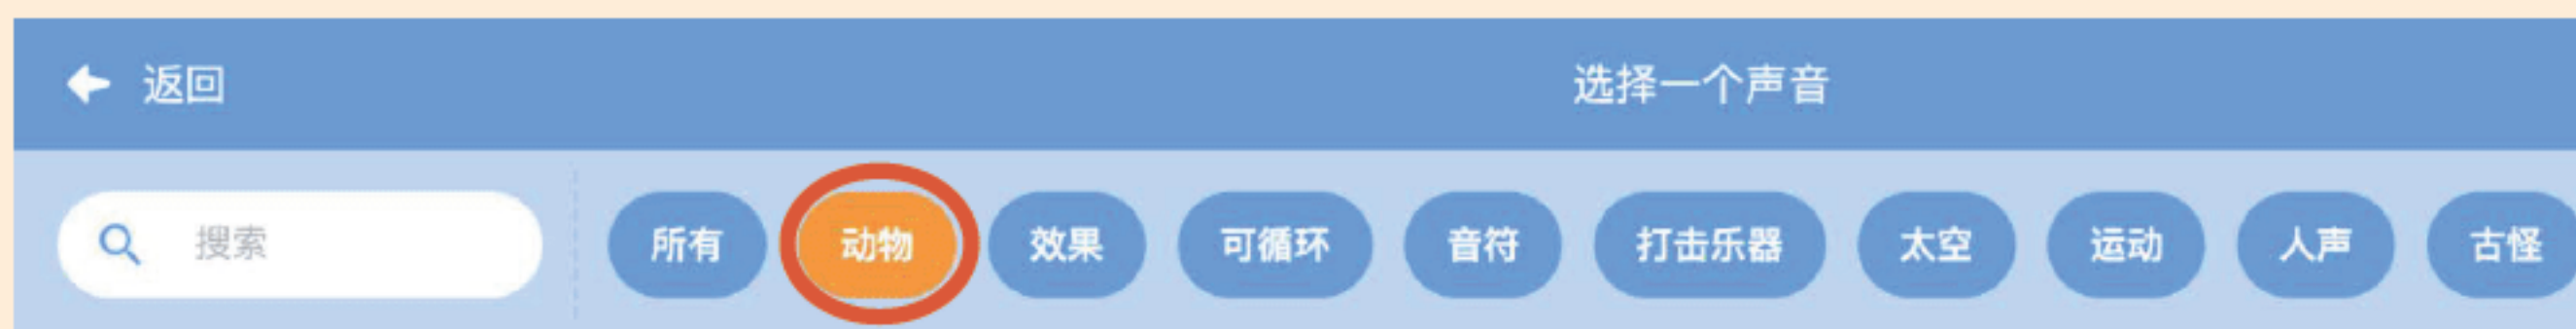 返回 选择一个声音
搜索 所有 动物 效果 可循环 音符 打击乐器 太空 运动 人声 古怪